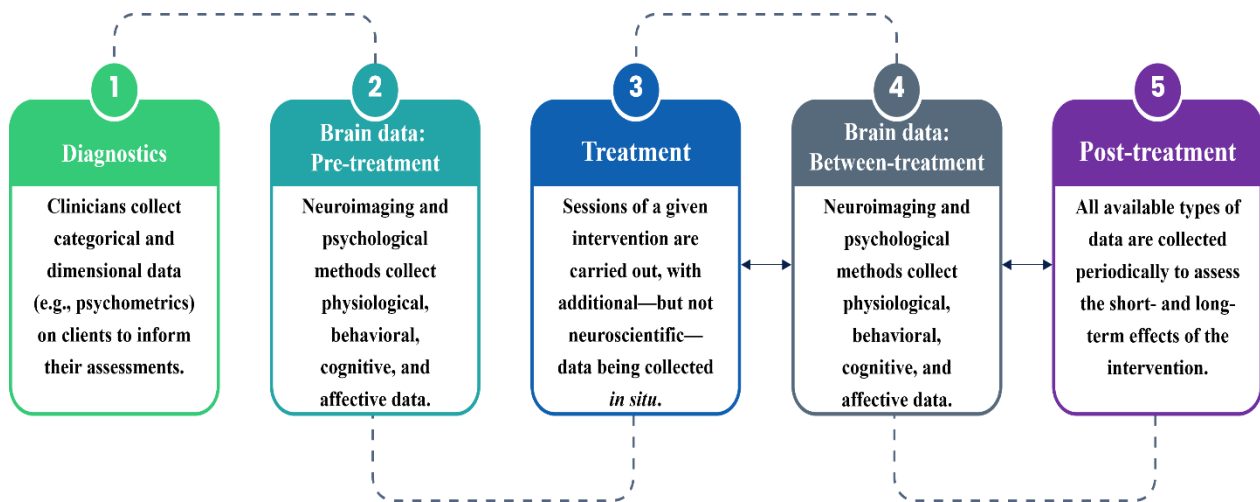 1
Diagnostics
Clinicians collect
categorical and
dimensional data
(e.g., psychometrics)
on clients to inform
their assessments.
2
Brain data:
Pre-treatment
Neuroimaging and
psychological
methods collect
physiological,
behavioral,
cognitive, and
affective data.
3
Treatment
Sessions of a given
intervention are
carried out, with
additional—but not
neuroscientific—
data being collected
in situ.
4
Brain data:
Between-treatment
Neuroimaging and
psychological
methods collect
physiological,
behavioral,
cognitive, and
affective data.
5
Post-treatment
All available types of
data are collected
periodically to assess
the short- and long-
term effects of the
intervention.